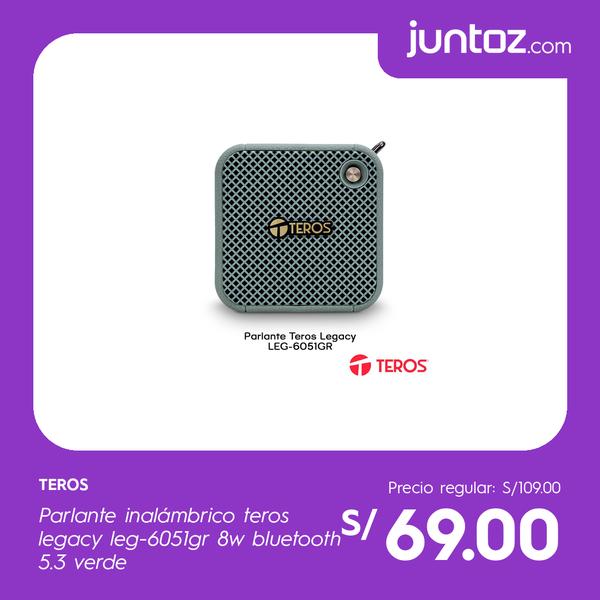 juntoz.com
TEROS
Parlante Teros Legacy
LEG-6051GR
TEROS
TEROS
Precio regular: S/109.00
Parlante inalámbrico teros
legacy leg-6051gr 8w bluetooth
5.3 verde
S/69.00